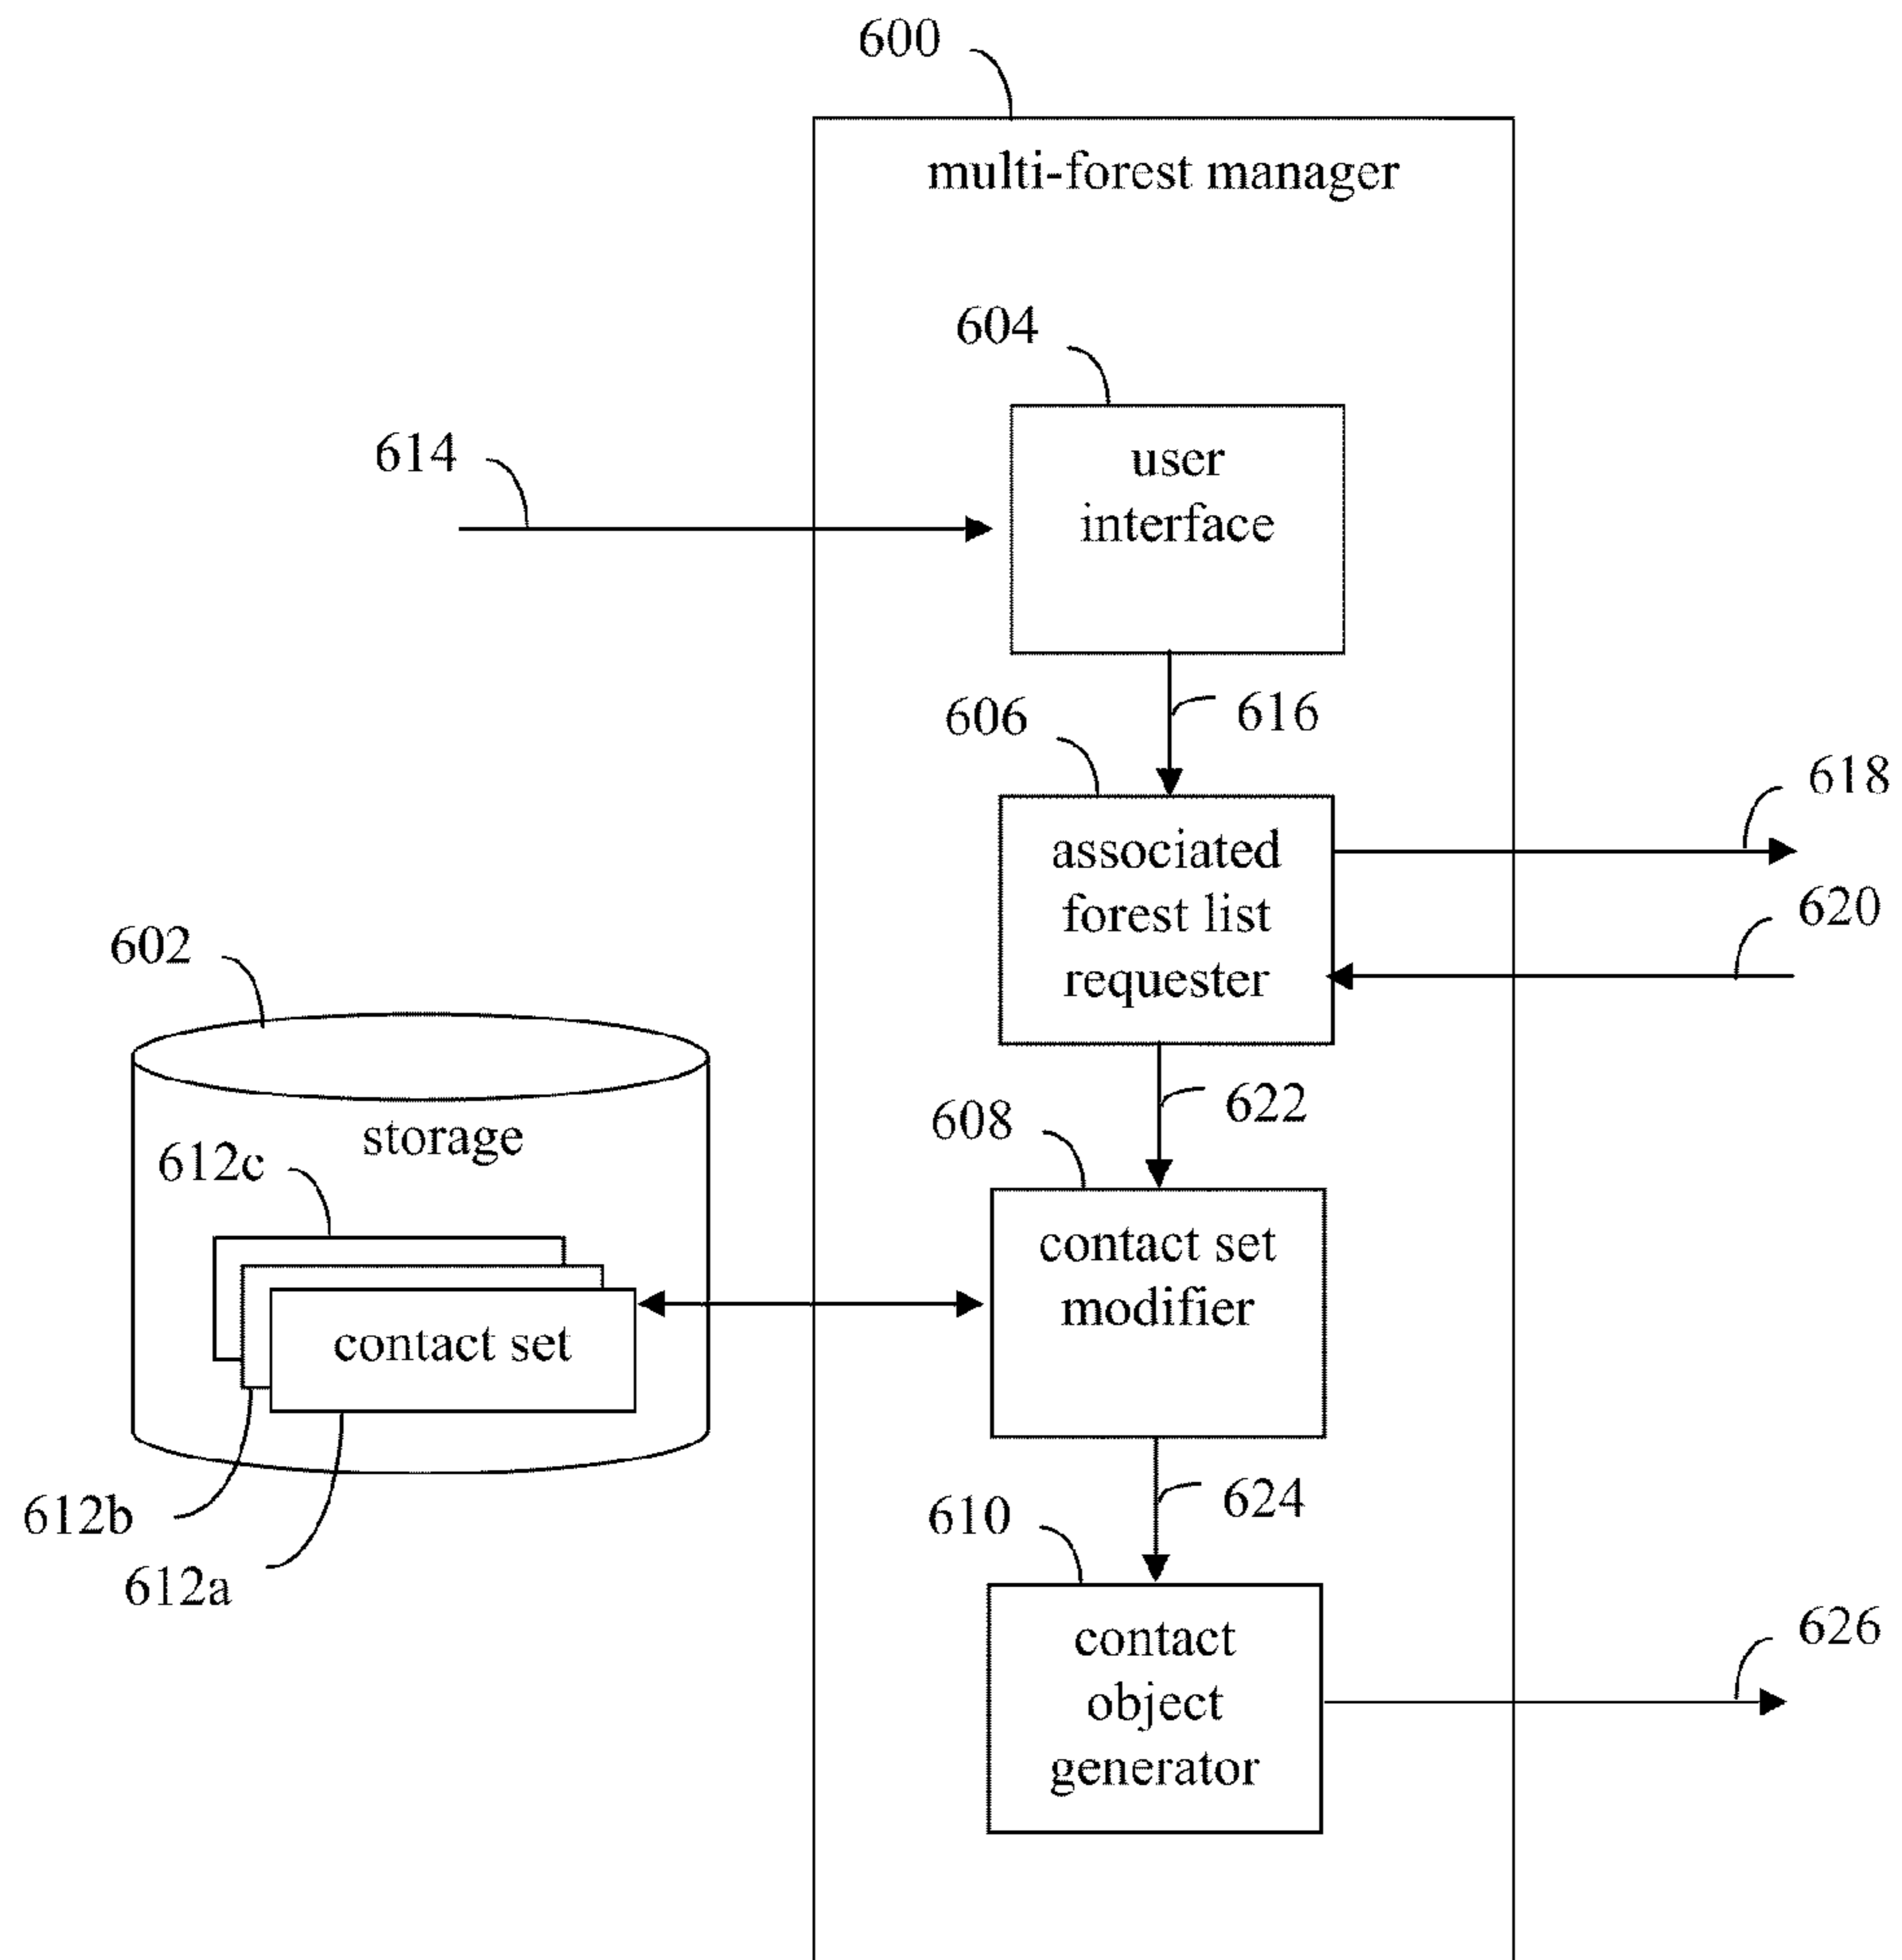 600
multi-forest manager
604
614
user
interface
606
616
618
associated
forest list
requester
620
602
storage
608
622
612c
contact set
modifier
contact set
612b
612a
610
624
contact
object
generator
626